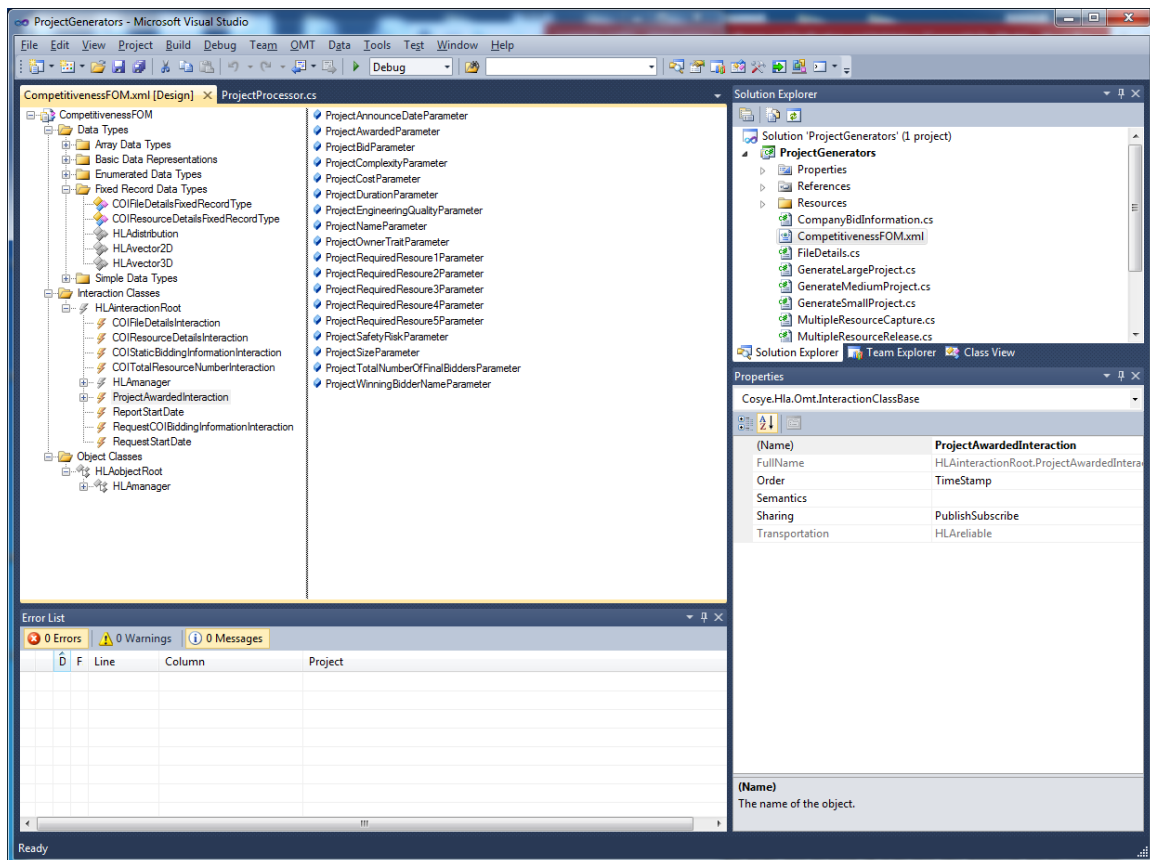 ProjectGenerators - Microsoft Visual Studio
File Edit View Project Build Debug Team OMT Data Tools Test Window Help
Debug
CompetitivenessFOM.xml [Design] ProjectProcessor.cs
CompetitivenessFOM
Data Types
Array Data Types
Basic Data Representations
Enumerated Data Types
Fixed Record Data Types
COIFileDetailsFixedRecordType
COIResourceDetailsFixedRecordType
HLAdistribution
HLAvector2D
HLAvector3D
Simple Data Types
Interaction Classes
HLAinteractionRoot
COIFileDetailsInteraction
COIResourceDetailsInteraction
COIStaticBiddingInfomationInteraction
COITotalResourceNumberInteraction
HLAmanager
ProjectAwardedInteraction
ReportStartDate
RequestCOIBiddingInformationInteraction
RequestStartDate
Object Classes
HLAobjectRoot
HLAmanager
ProjectAnnounceDateParameter
ProjectAwardedParameter
ProjectBidParameter
ProjectComplexityParameter
ProjectCostParameter
ProjectDurationParameter
ProjectEngineeringQualityParameter
ProjectNameParameter
ProjectOwnerTraitParameter
ProjectRequiredResoure1Parameter
ProjectRequiredResoure2Parameter
ProjectRequiredResoure3Parameter
ProjectRequiredResoure4Parameter
ProjectRequiredResoure5Parameter
ProjectSafetyRiskParameter
ProjectSizeParameter
ProjectTotalNumberOfFinalBiddersParameter
ProjectWinningBidderNameParameter
Solution Explorer
Solution 'ProjectGenerators' (1 project)
ProjectGenerators
Properties
References
Resources
CompanyBidInformation.cs
CompetitivenessFOM.xml
FileDetails.cs
GenerateLargeProject.cs
GenerateMediumProject.cs
GenerateSmallProject.cs
MultipleResourceCapture.cs
MultipleResourceRelease.cs
Solution Explorer Team Explorer Class View
Properties
Cosye.Hla.Omt.InteractionClassBase
(Name) ProjectAwardedInteraction
FullName HLAinteractionRoot.ProjectAwardedIntera
Order TimeStamp
Semantics
Sharing PublishSubscribe
Transportation HLAreliable
(Name)
The name of the object.
Error List
0 Errors 0 Warnings 0 Messages
D F Line Column Project
Ready